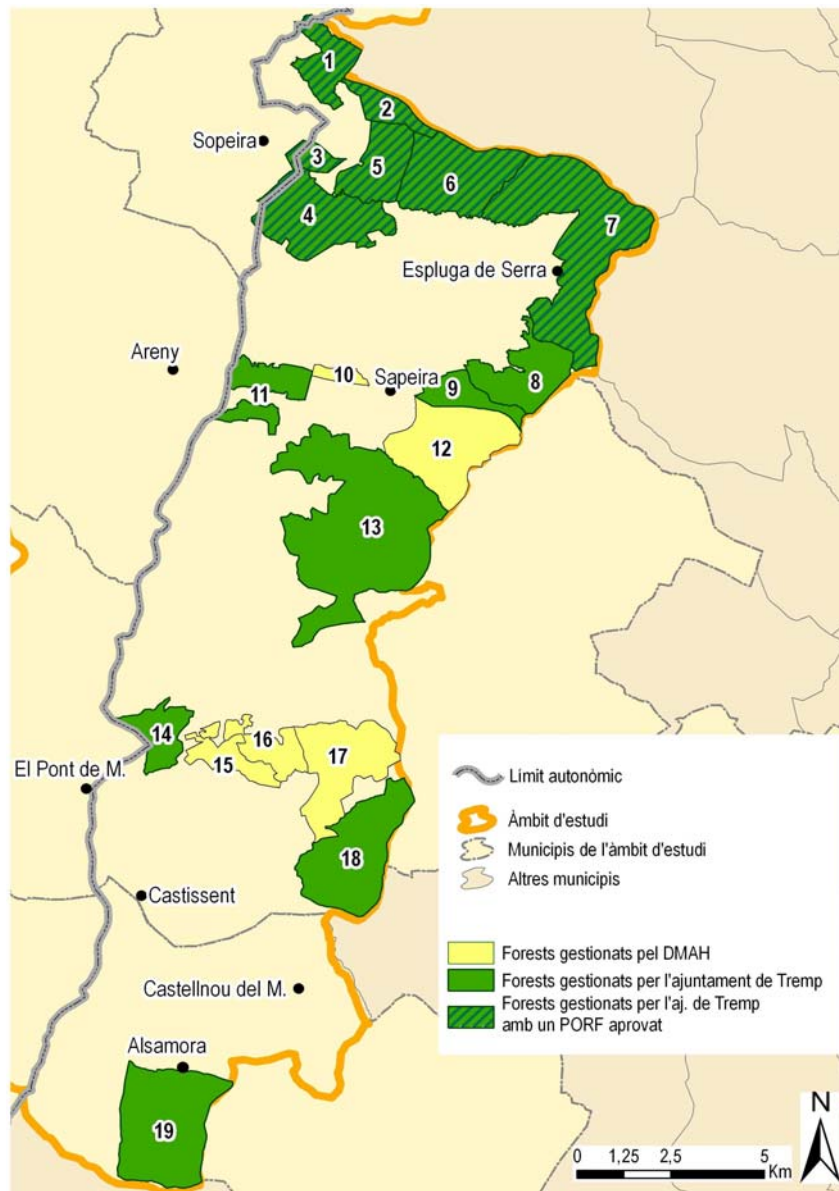 1
2
Sopeira
3
5
6
4
7
Espluga de Serra
Areny
10
Sapeira
11
9
8
12
13
14
16
17
15
El Pont de M.
18
Castissent
Castellnou del M.
Alsamora
19
Límit autonòmic
Àmbit d'estudi
Municipis de l'àmbit d'estudi
Altres municipis
Forests gestionats pel DMAH
Forests gestionats per l'ajuntament de Tremp
Forests gestionats per l'aj. de Tremp
amb un PORF aprovat
N
0 1,25 2,5 5
Km